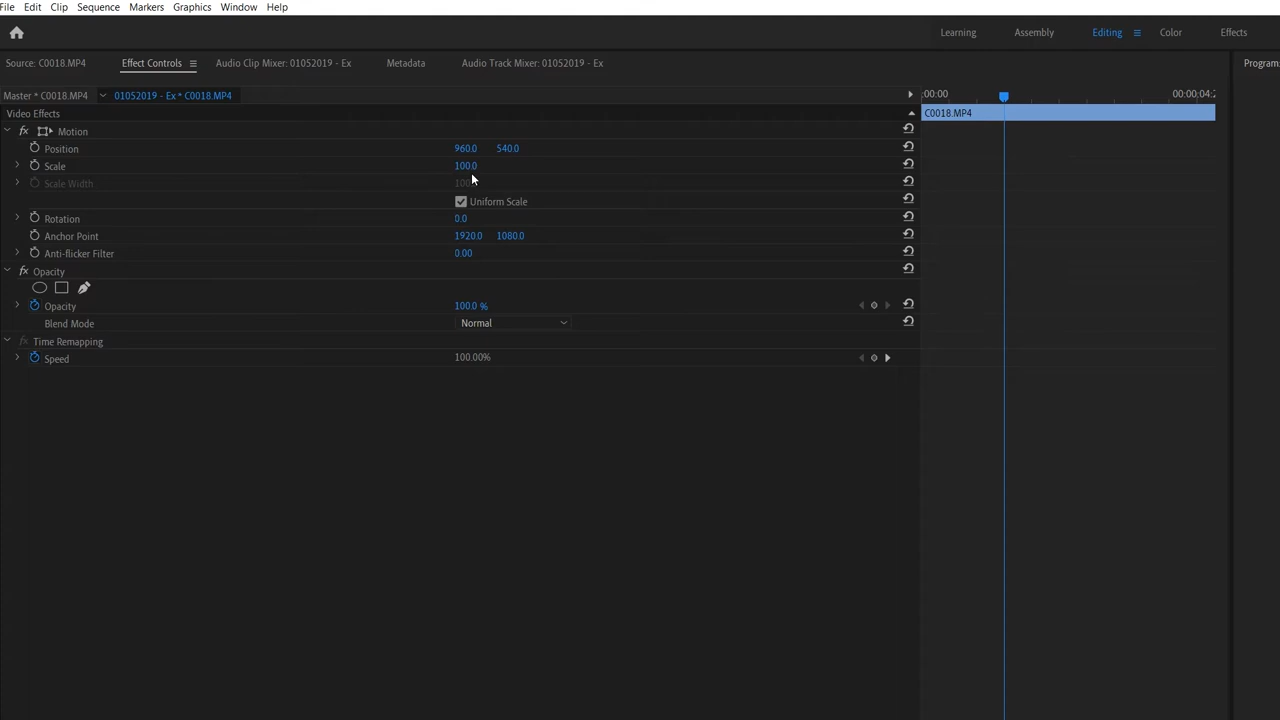 File Edit Clip Sequence Markers Graphics Window Help
Learning Assembly Editing Color Effects
Source: C0018.MP4 Effect Controls Audio Clip Mixer: 01052019 - Ex Metadata Audio Track Mixer: 01052019 - Ex Program:
Master * C0018.MP4 01052019 - Ex * C0018.MP4 :00:00 00:00:04:2
Video Effects C0018.MP4
fx Motion
Position 960.0 540.0
Scale 100.0
Scale Width 100
Uniform Scale
Rotation 0.0
Anchor Point 1920.0 1080.0
Anti-flicker Filter 0.00
fx Opacity
Opacity 100.0 %
Blend Mode Normal
fx Time Remapping
Speed 100.00%